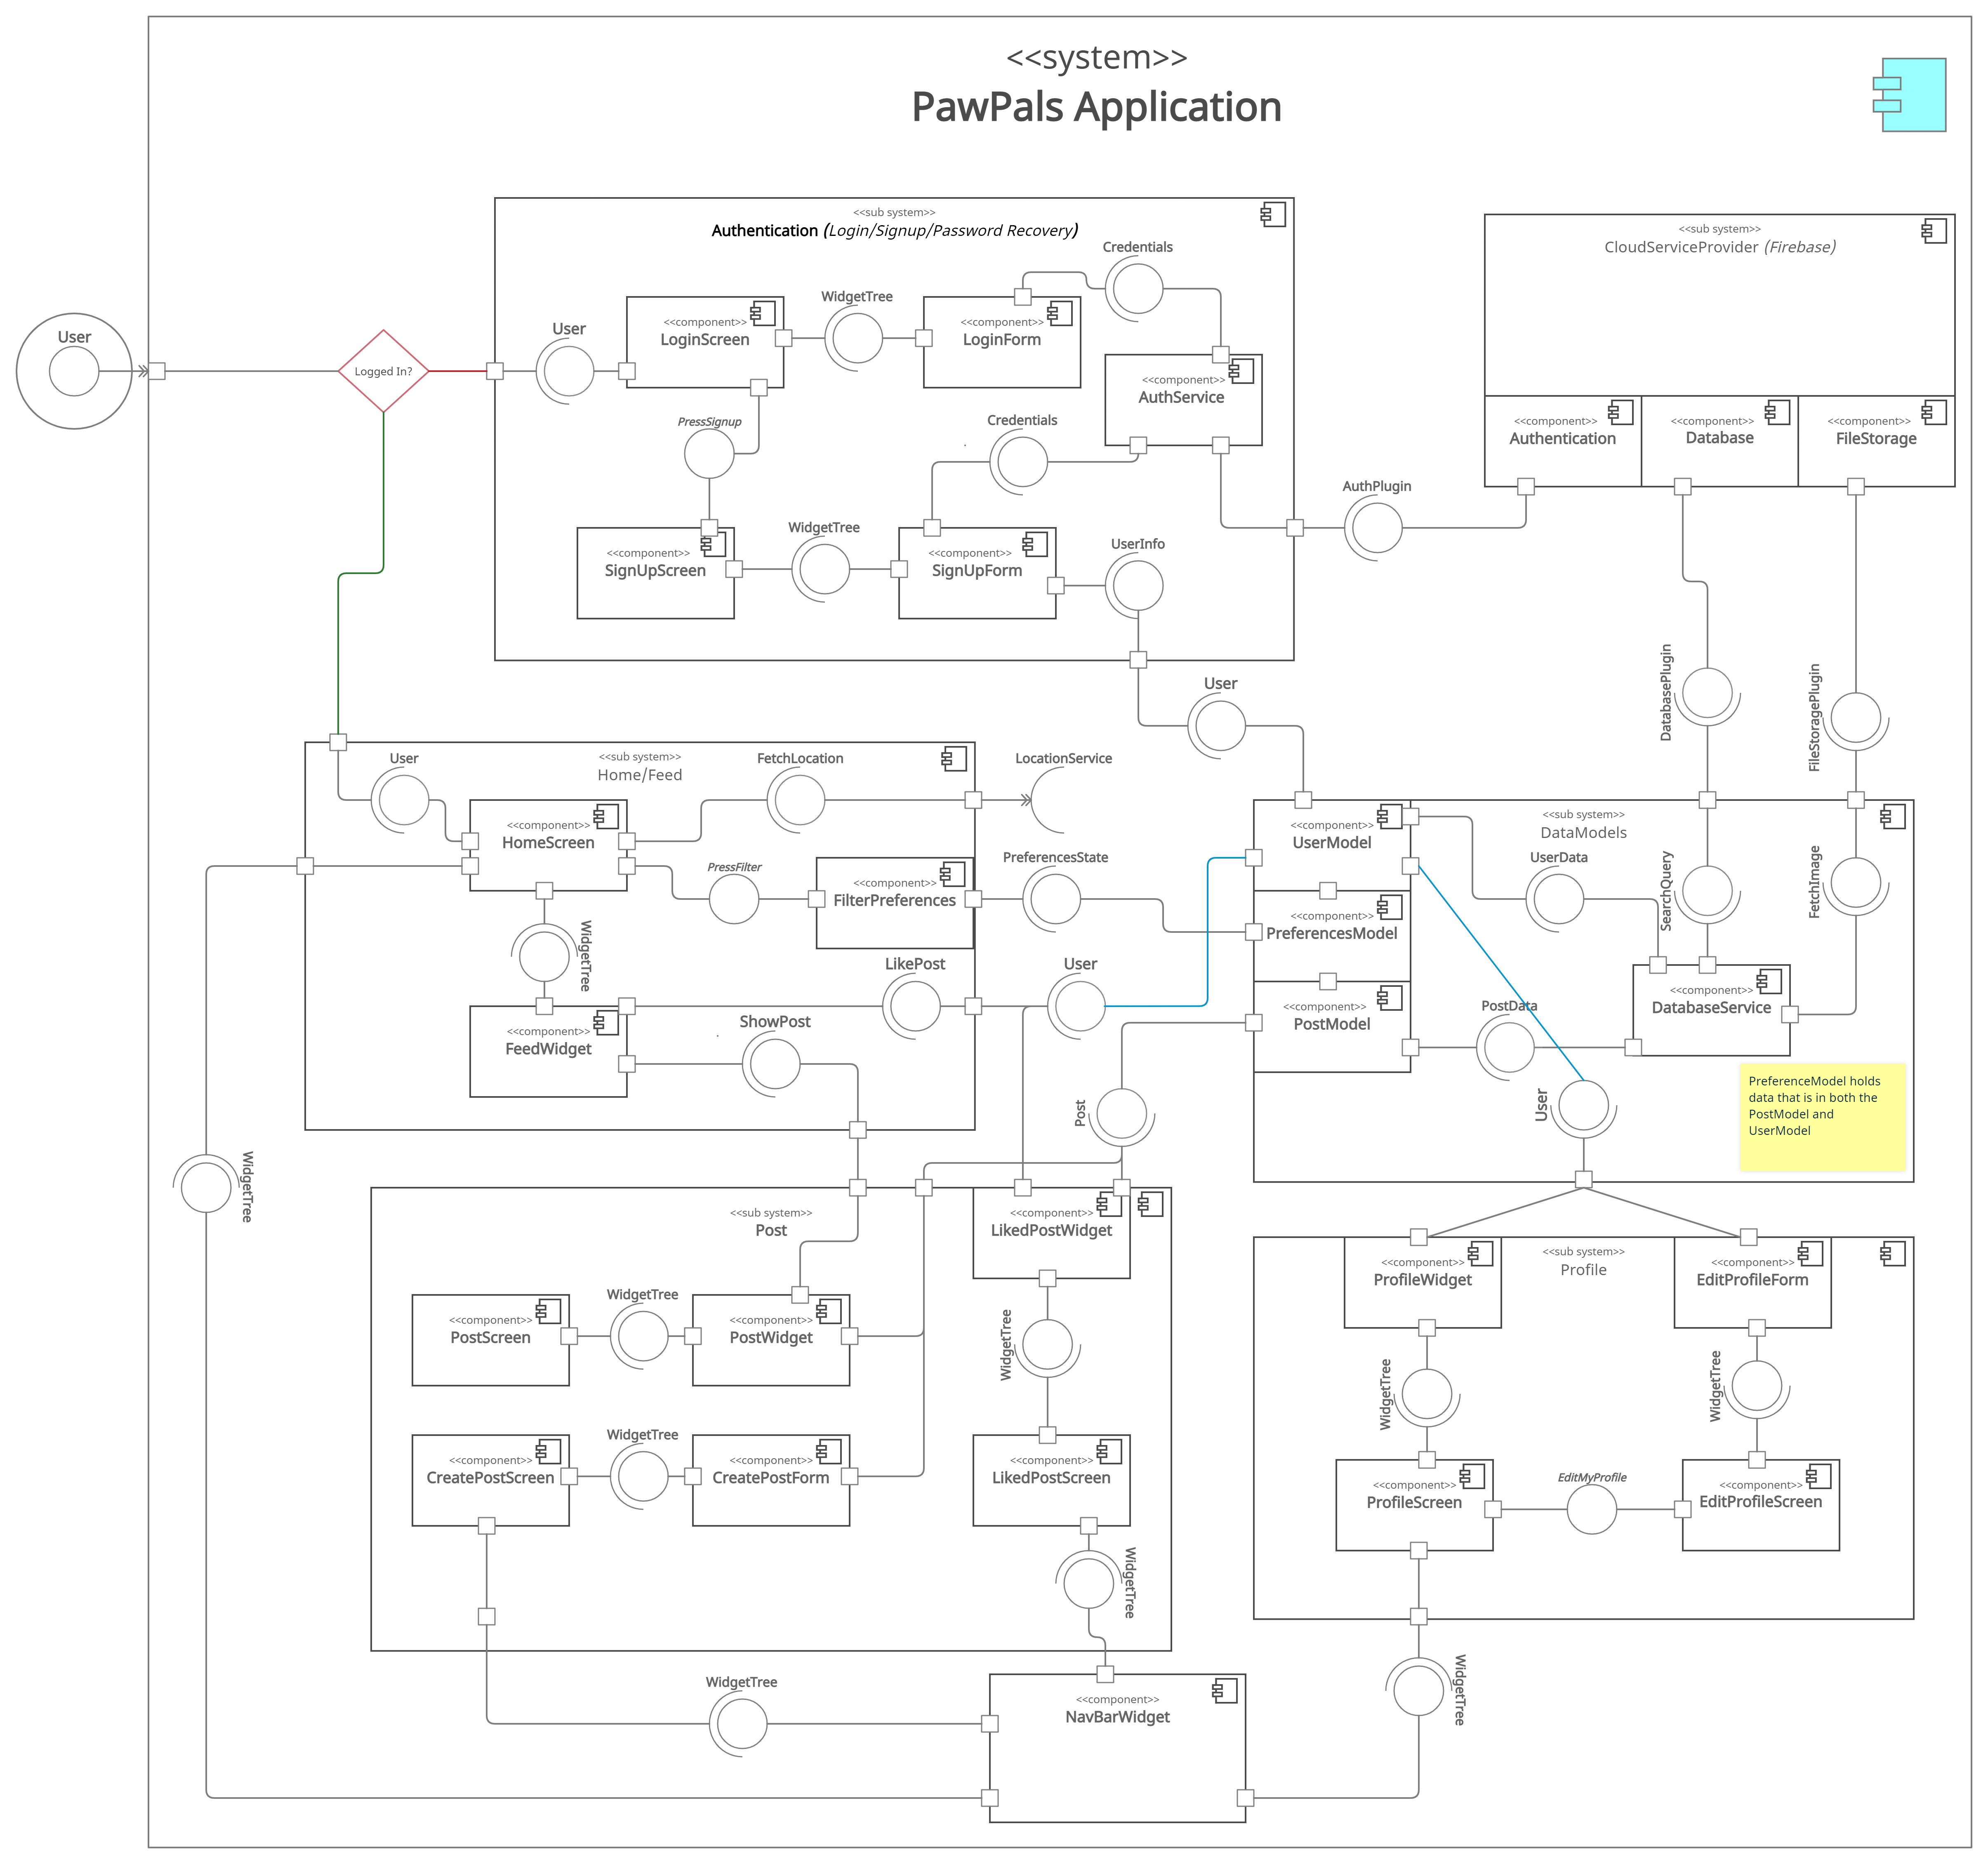 <<system>>
PawPals Application
<<sub system>>
Authentication (Login/Signup/Password Recovery)
<<sub system>>
CloudServiceProvider (Firebase)
Credentials
User
User
<<component>>
LoginScreen
WidgetTree
<<component>>
LoginForm
Logged In?
<<component>>
AuthService
PressSignup
Credentials
<<component>>
Authentication
<<component>>
Database
<<component>>
FileStorage
AuthPlugin
WidgetTree
<<component>>
SignUpScreen
<<component>>
SignUpForm
UserInfo
User
DatabasePlugin
FileStoragePlugin
<<sub system>>
Home/Feed
User
FetchLocation
LocationService
<<component>>
HomeScreen
PressFilter
<<component>>
FilterPreferences
PreferencesState
<<component>>
UserModel
<<sub system>>
DataModels
UserData
SearchQuery
FetchImage
<<component>>
PreferencesModel
WidgetTree
LikePost
User
<<component>>
PostModel
PostData
<<component>>
DatabaseService
ShowPost
<<component>>
FeedWidget
Post
User
PreferenceModel holds
data that is in both the
PostModel and
UserModel
WidgetTree
<<sub system>>
Post
<<component>>
LikedPostWidget
<<component>>
ProfileWidget
<<sub system>>
Profile
<<component>>
EditProfileForm
<<component>>
PostScreen
WidgetTree
<<component>>
PostWidget
WidgetTree
WidgetTree
WidgetTree
<<component>>
CreatePostScreen
WidgetTree
<<component>>
CreatePostForm
<<component>>
LikedPostScreen
<<component>>
ProfileScreen
EditMyProfile
<<component>>
EditProfileScreen
WidgetTree
WidgetTree
WidgetTree
<<component>>
NavBarWidget